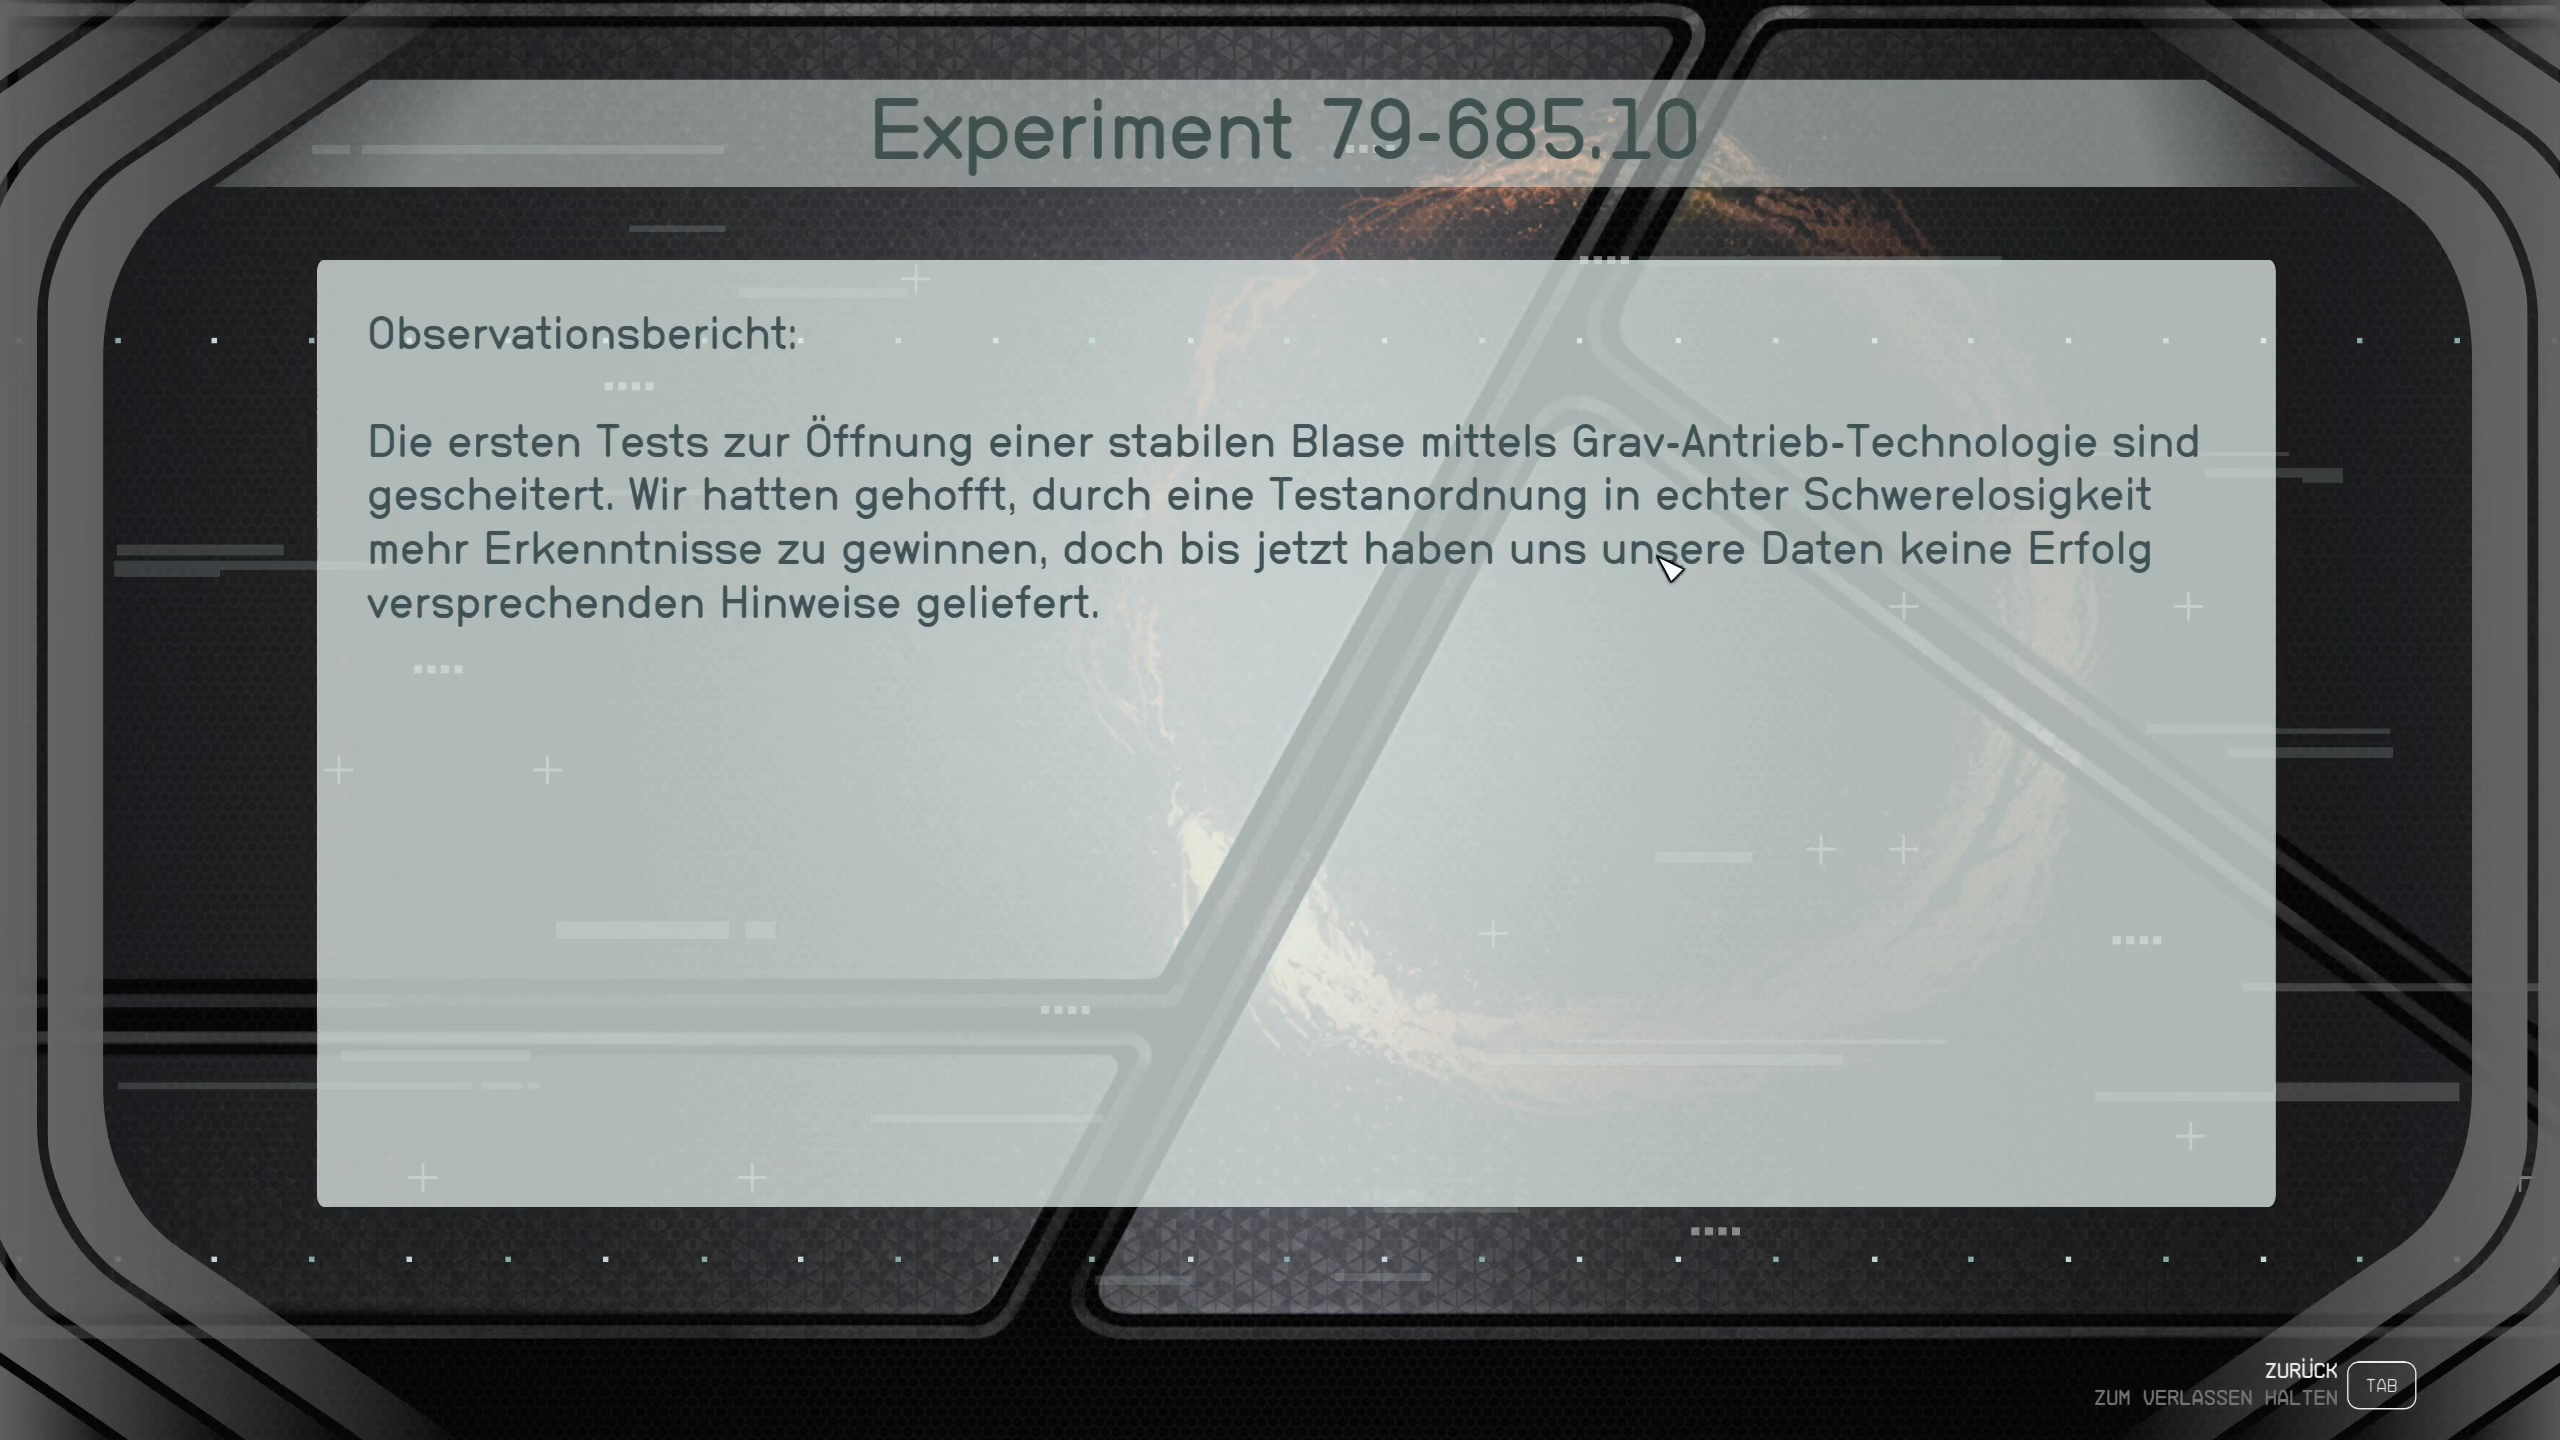 Experiment 79-685.10
Observationsbericht:
Die ersten Tests zur Öffnung einer stabilen Blase mittels Grav-Antrieb-Technologie sind
gescheitert. Wir hatten gehofft, durch eine Testanordnung in echter Schwerelosigkeit
mehr Erkenntnisse zu gewinnen, doch bis jetzt haben uns unsere Daten keine Erfolg
versprechenden Hinweise geliefert.
ZURÜCK
TAB
ZUM VERLASSEN HALTEN